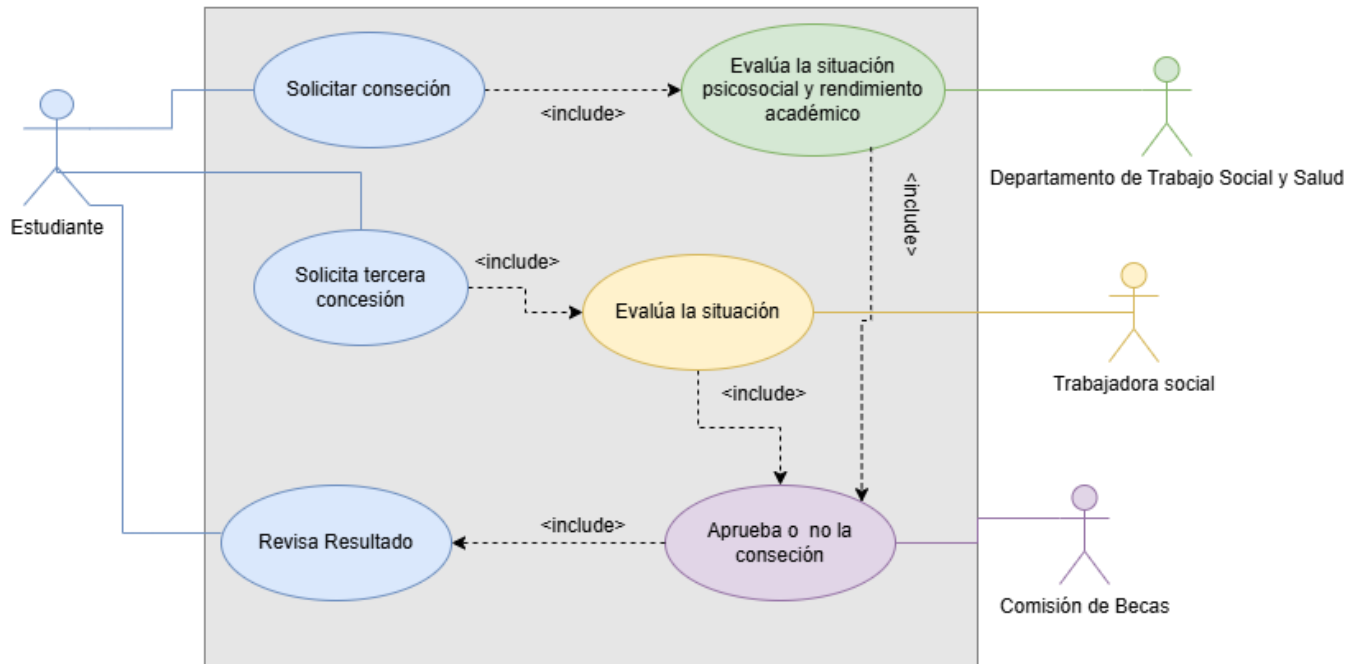 Solicitar conseción
<include>
Evalúa la situación
psicosocial y rendimiento
académico
Departamento de Trabajo Social y Salud
Estudiante
<include>
Solicita tercera
concesión
<include>
Evalúa la situación
Trabajadora social
<include>
Revisa Resultado
<include>
Aprueba o  no la
conseción
Comisión de Becas